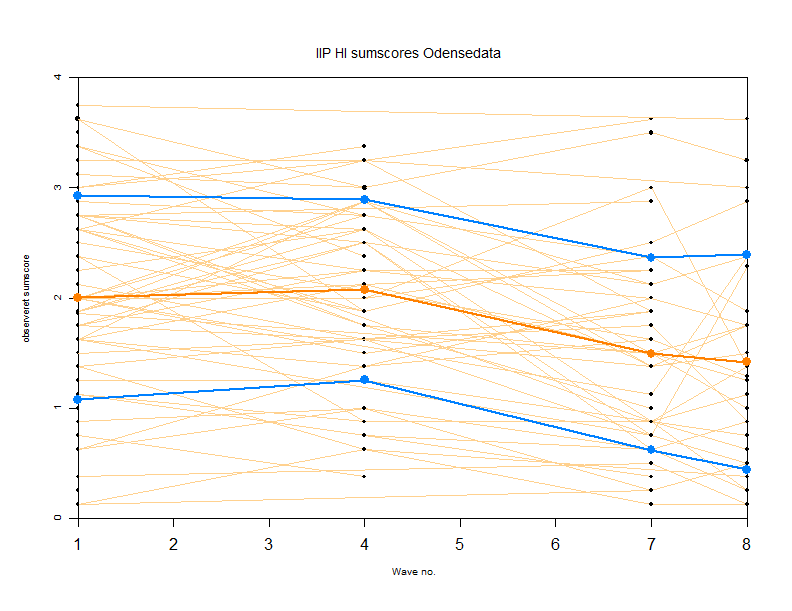 IIP HI sumscores Odensedata
4
3
2
1
0
observeret sumscore
1 2 3 4 5 6 7 8
Wave no.